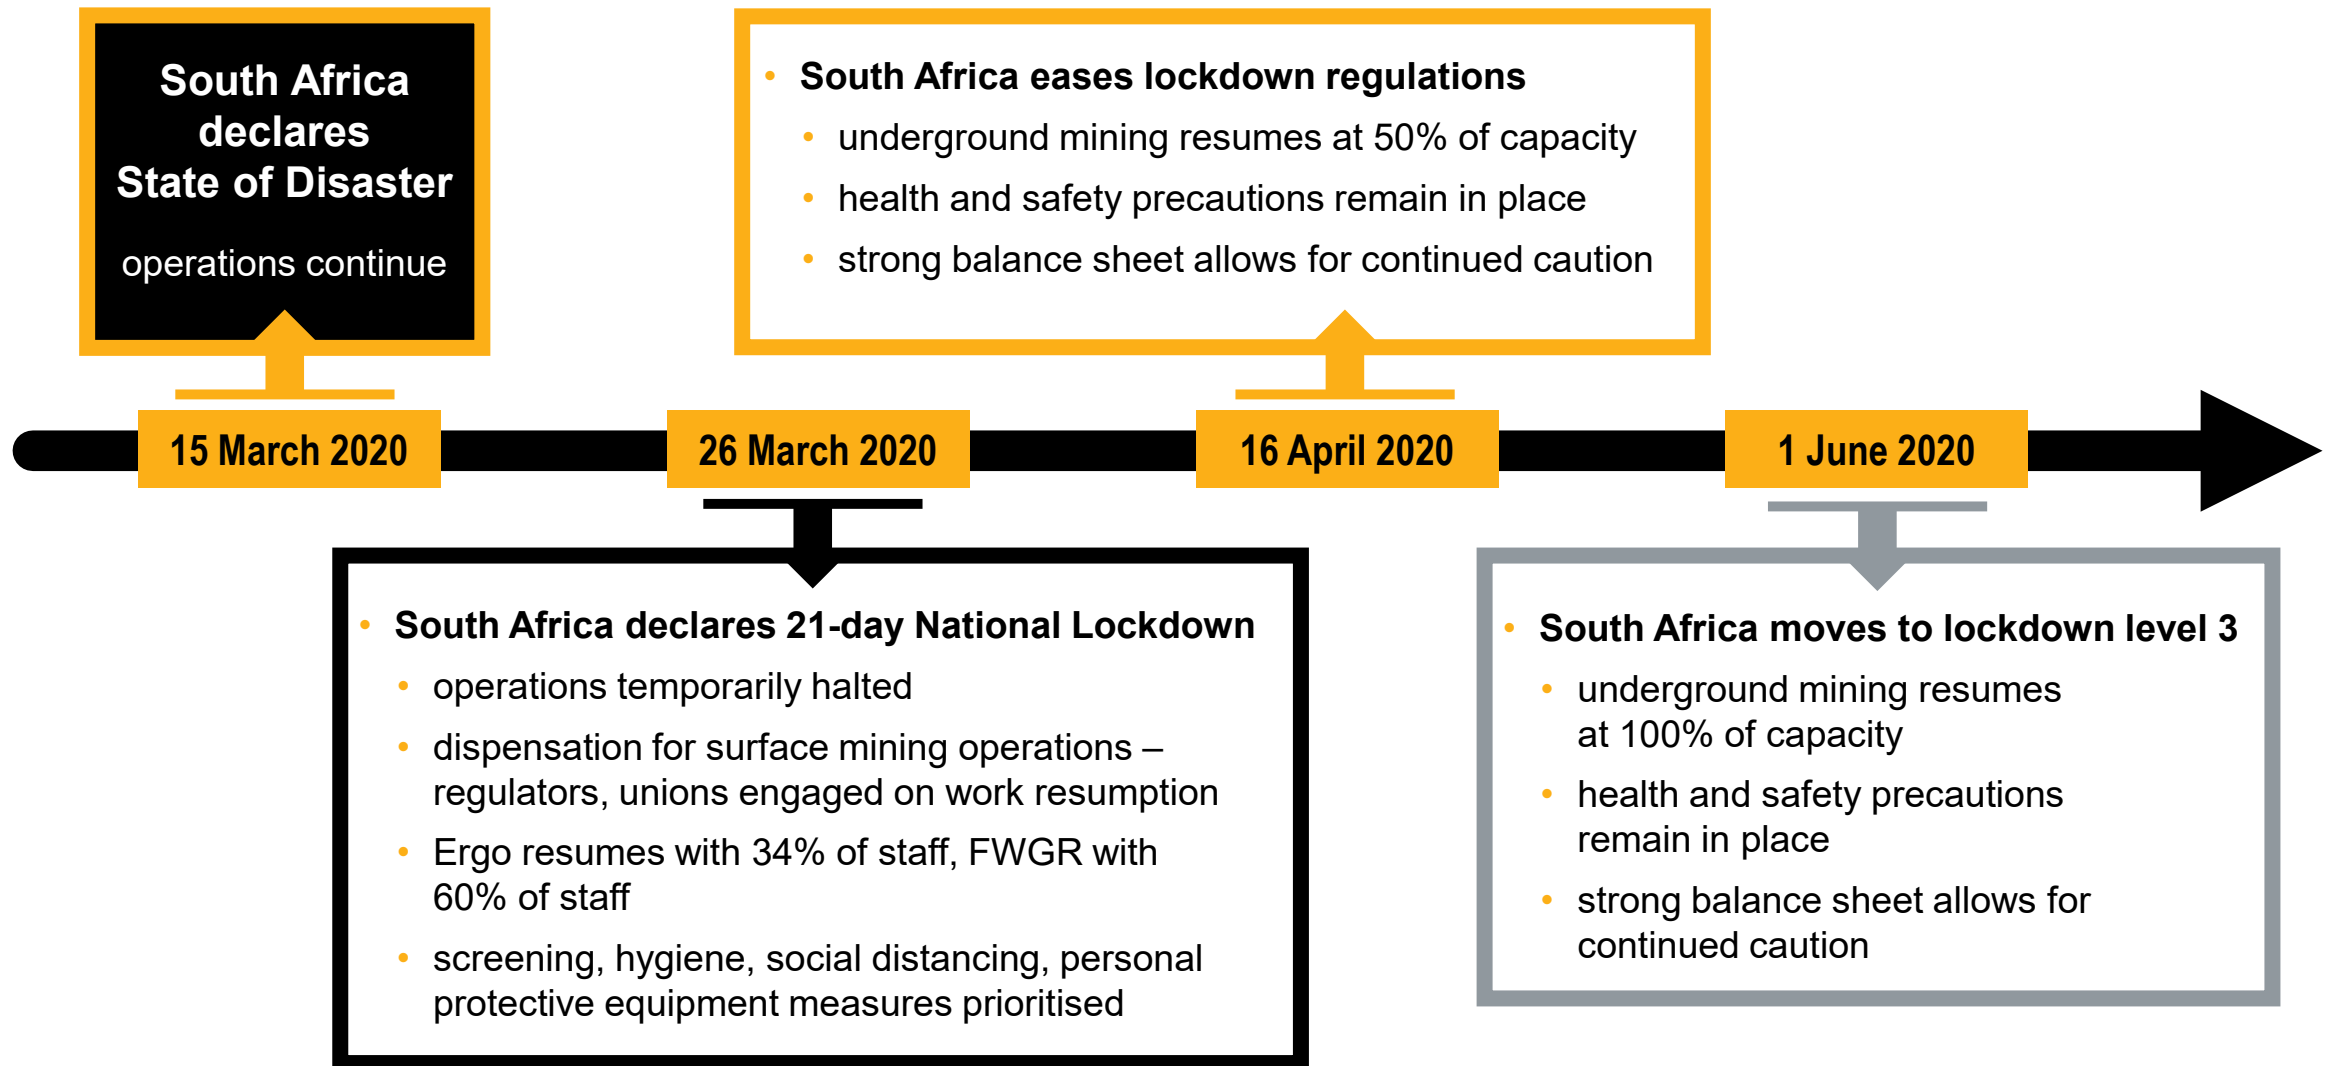 South Africa
declares
State of Disaster
operations continue
• South Africa eases lockdown regulations
• underground mining resumes at 50% of capacity
• health and safety precautions remain in place
• strong balance sheet allows for continued caution
15 March 2020
26 March 2020
16 April 2020
1 June 2020
• South Africa declares 21-day National Lockdown
• operations temporarily halted
• dispensation for surface mining operations –
regulators, unions engaged on work resumption
• Ergo resumes with 34% of staff, FWGR with
60% of staff
• screening, hygiene, social distancing, personal
protective equipment measures prioritised
• South Africa moves to lockdown level 3
• underground mining resumes
at 100% of capacity
• health and safety precautions
remain in place
• strong balance sheet allows for
continued caution